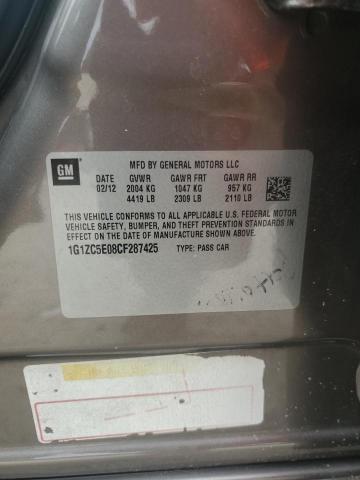 GM
MFD BY GENERAL MOTORS LLC
DATE GVWR GAWR FRT GAWR RR
02/12 2004 KG 1047 KG 957 KG
4419 LB 2309 LB 2110 LB
THIS VEHICLE CONFORMS TO ALL APPLICABLE U.S. FEDERAL MOTOR
VEHICLE SAFETY, BUMPER, AND THEFT PREVENTION STANDARDS
IN EFFECT ON THE DATE OF MANUFACTURE SHOWN ABOVE.
1G1ZC5E08CF287425 TYPE: PASS CAR